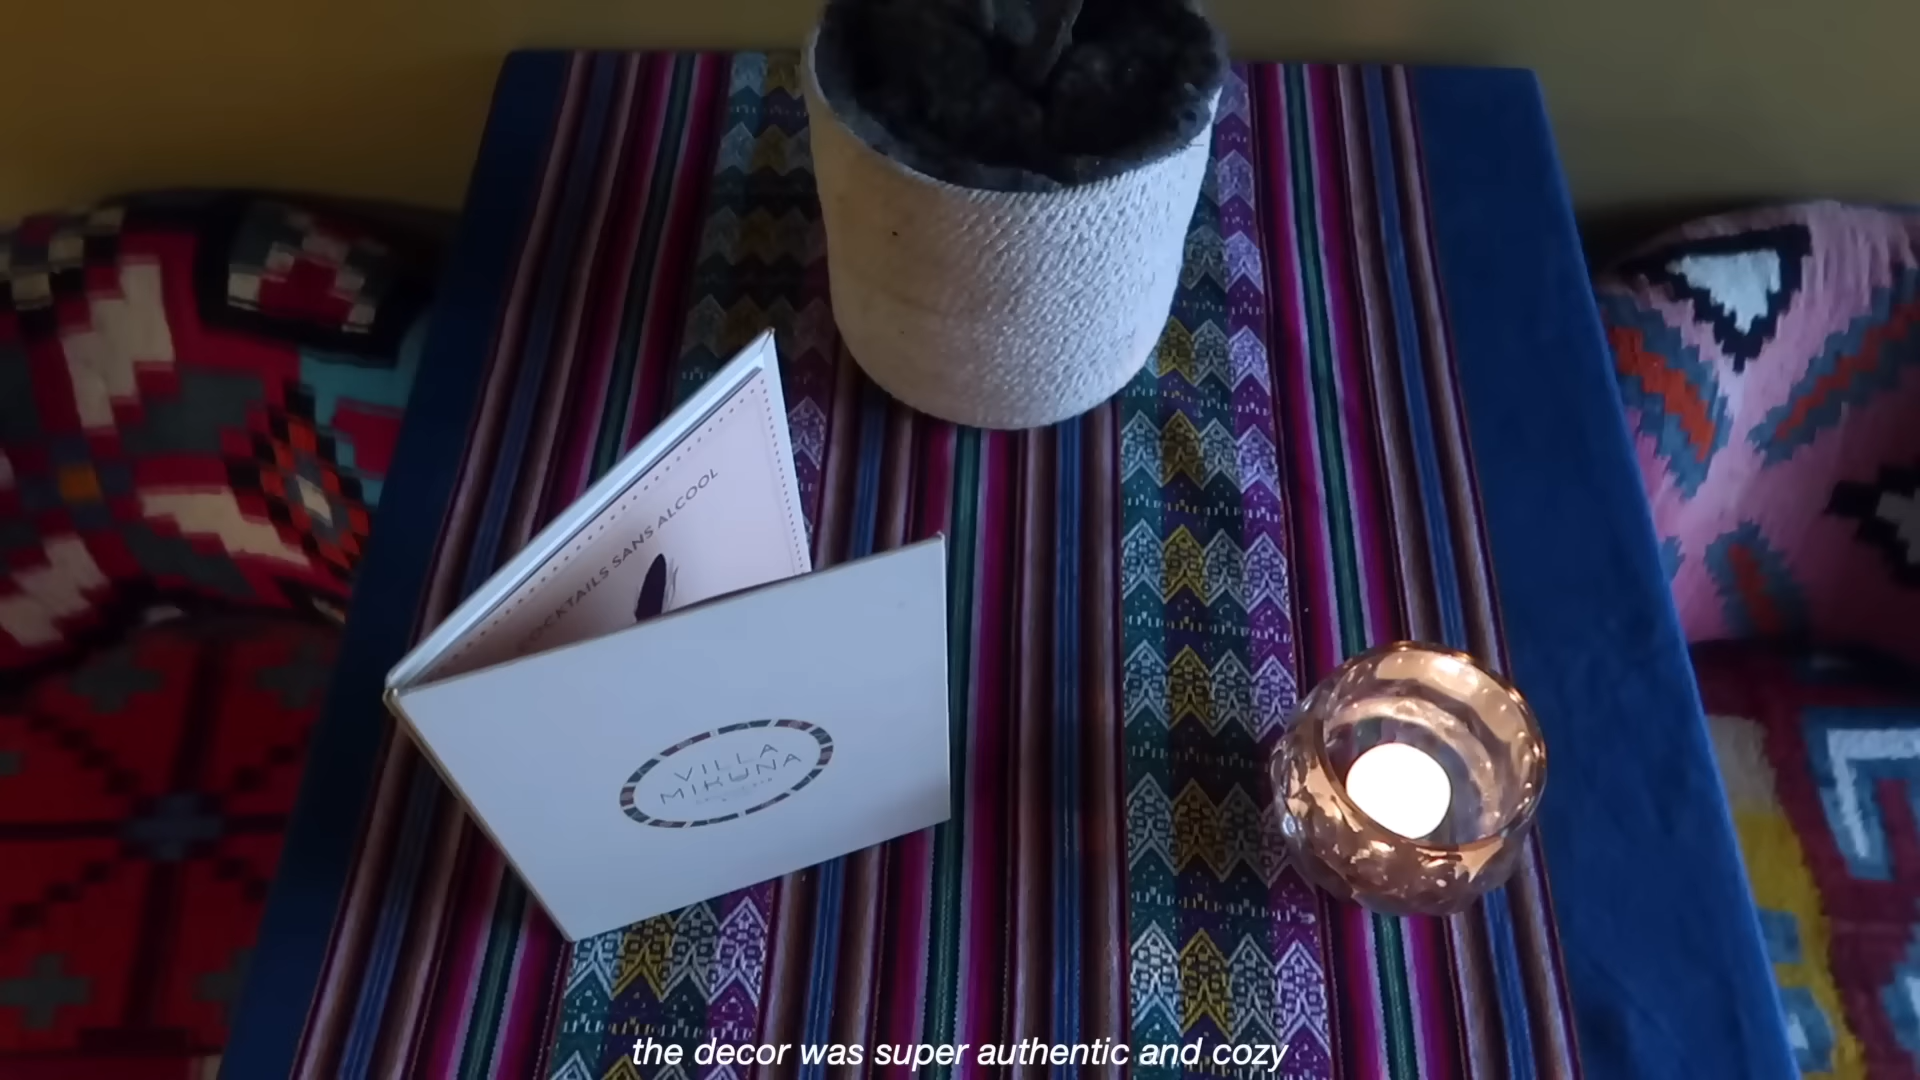 COCKTAILS SANS ALCOOL
VILLA
MIKUNA
the decor was super authentic and cozy